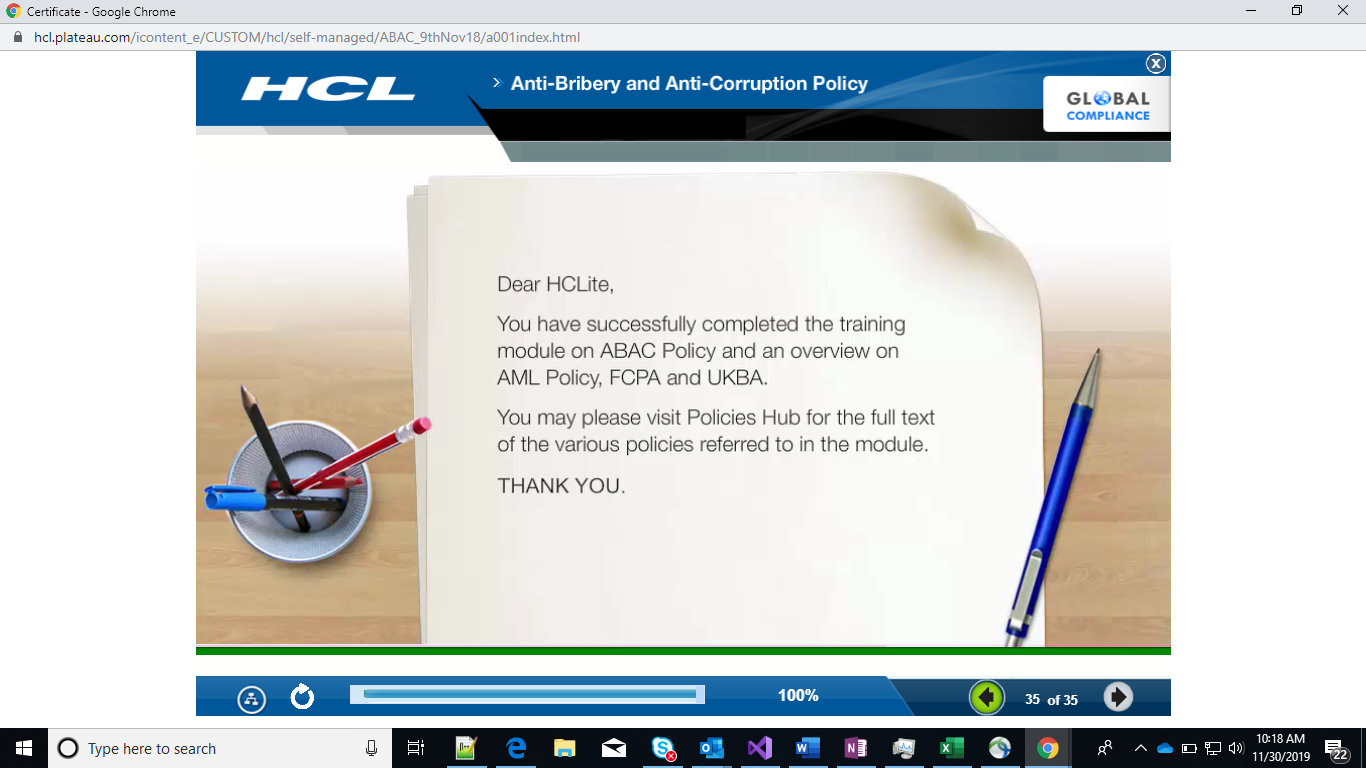 Certificate - Google Chrome
hcl.plateau.com/icontent_e/CUSTOM/hcl/self-managed/ABAC_9thNov18/a001index.html
HCL
> Anti-Bribery and Anti-Corruption Policy
X
GLOBAL
COMPLIANCE
Dear HCLite,
You have successfully completed the training
module on ABAC Policy and an overview on
AML Policy, FCPA and UKBA.
You may please visit Policies Hub for the full text
of the various policies referred to in the module.
THANK YOU.
100%
35 of 35
Type here to search
10:18 AM
11/30/2019
22